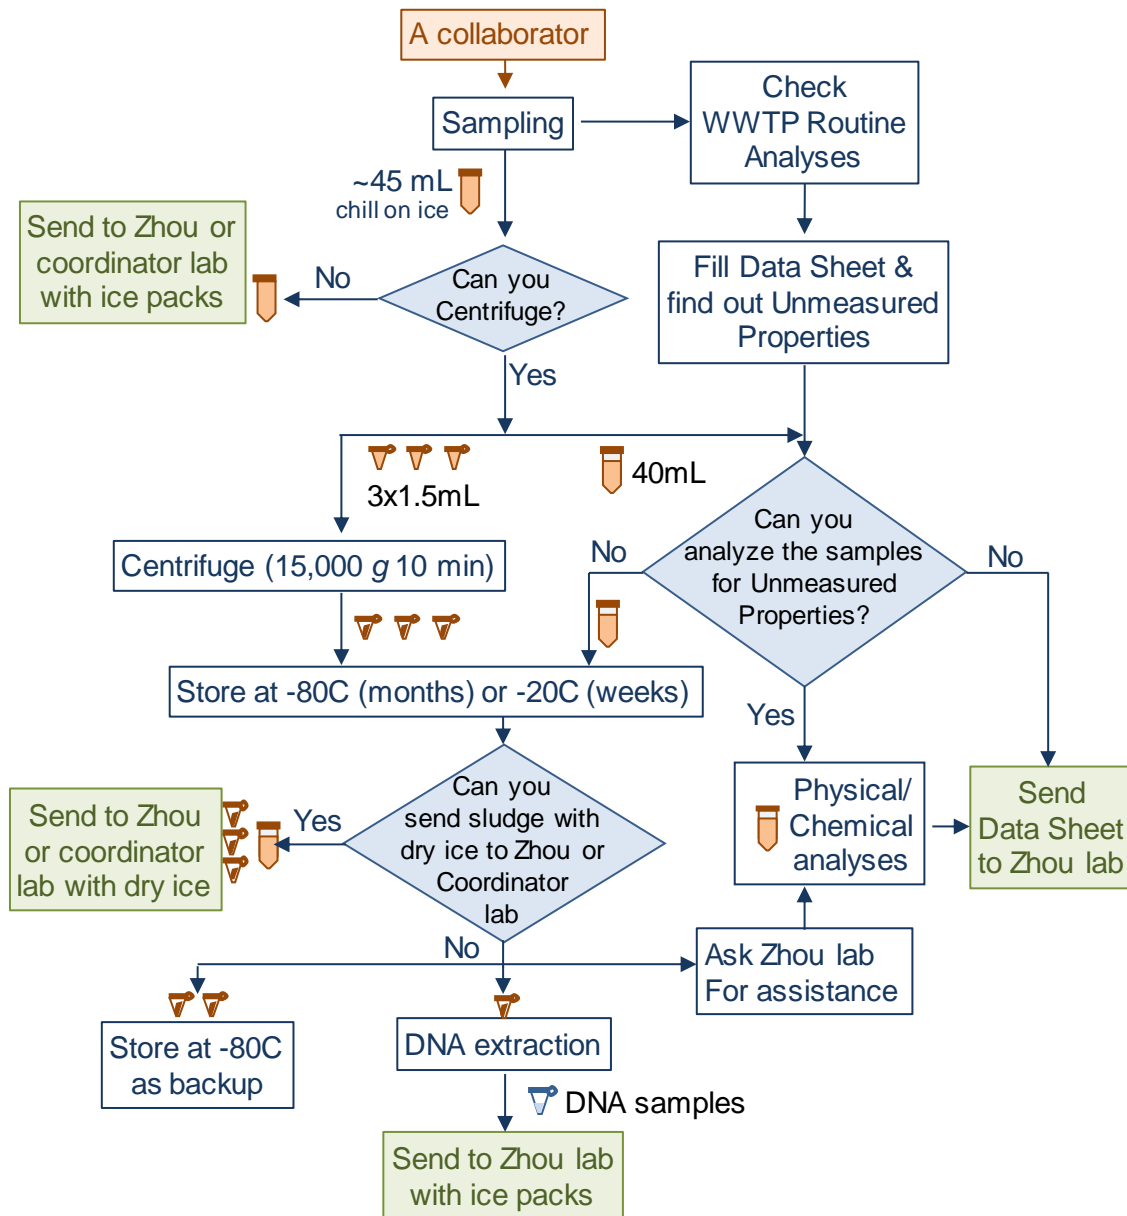 A collaborator
Sampling
Check
WWTP Routine
Analyses
~45 mL
chill on ice
Send to Zhou or
coordinator lab
with ice packs
No
Can you
Centrifuge?
Fill Data Sheet &
find out Unmeasured
Properties
Yes
3x1.5mL
40mL
Centrifuge (15,000 g 10 min)
No
Can you
analyze the samples
for Unmeasured
Properties?
No
Store at -80C (months) or -20C (weeks)
Yes
Send to Zhou
or coordinator
lab with dry ice
Yes
Can you
send sludge with
dry ice to Zhou or
Coordinator
lab
Physical/
Chemical
analyses
Send
Data Sheet
to Zhou lab
No
Ask Zhou lab
For assistance
Store at -80C
as backup
DNA extraction
DNA samples
Send to Zhou lab
with ice packs